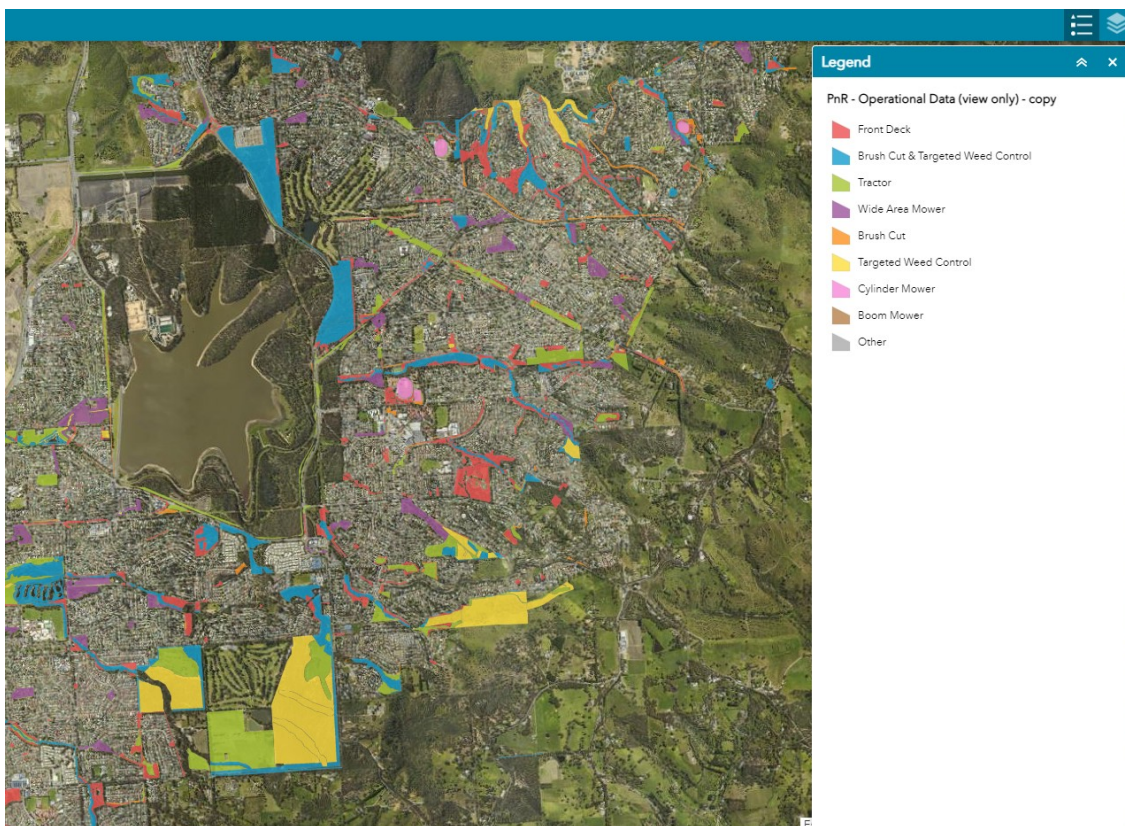 Legend
PnR - Operational Data (view only) - copy
Front Deck
Brush Cut & Targeted Weed Control
Tractor
Wide Area Mower
Brush Cut
Targeted Weed Control
Cylinder Mower
Boom Mower
Other